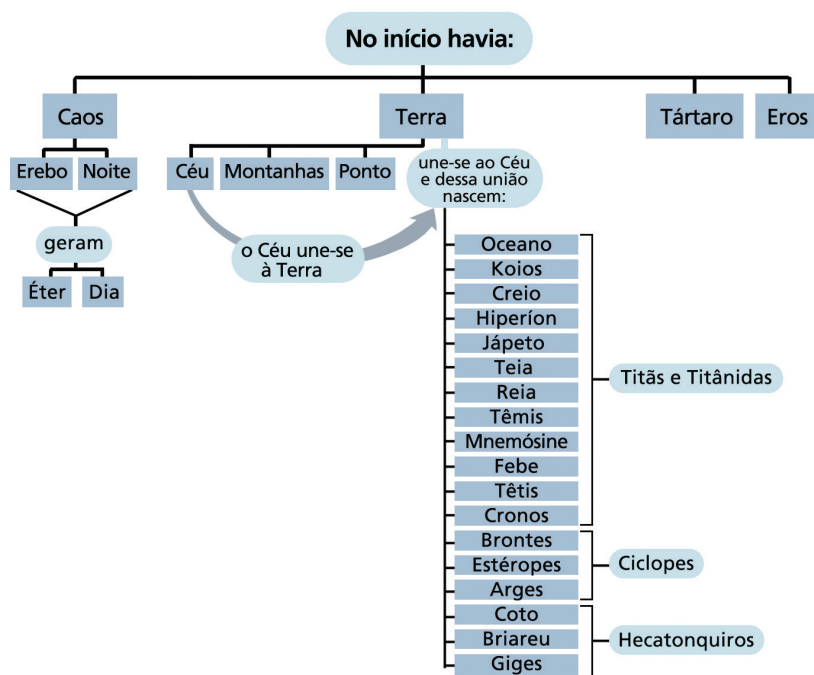 No início havia:
Caos
Terra
Tártaro
Eros
Erebo
Noite
Céu
Montanhas
Ponto
une-se ao Céu
e dessa união
nascem:
geram
o Céu une-se
à Terra
Éter
Dia
Oceano
Koios
Creio
Hiperíon
Jápeto
Teia
Reia
Têmis
Mnemósine
Febe
Têtis
Cronos
Titãs e Titânidas
Brontes
Estéropes
Arges
Ciclopes
Coto
Briareu
Giges
Hecatonquiros